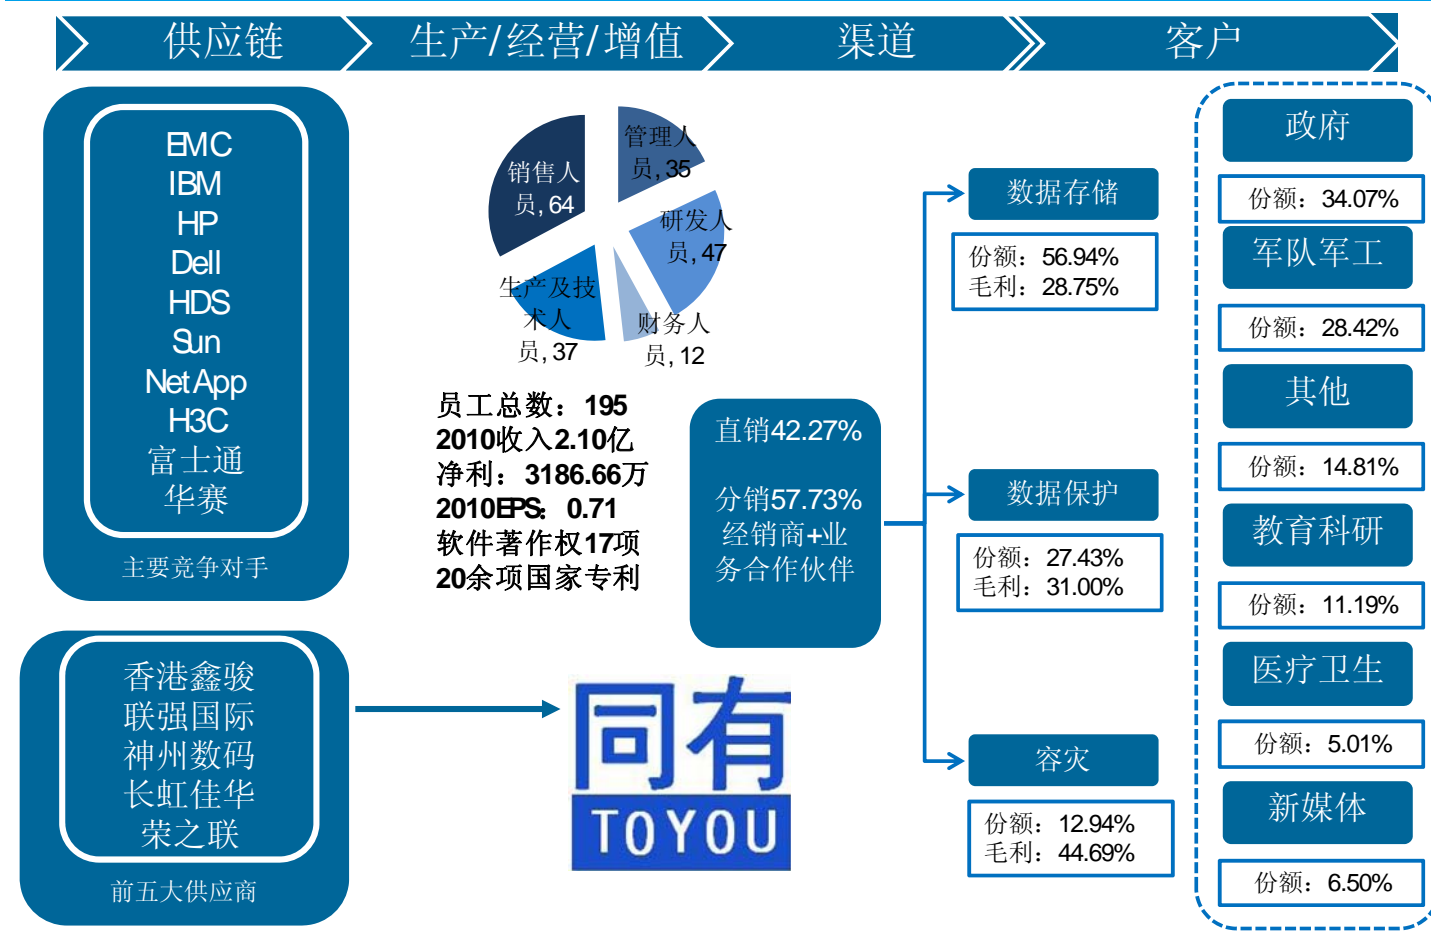 供应链
生产/经营/增值
渠道
客户
EMC
IBM
HP
Dell
HDS
Sun
NetApp
H3C
富士通
华赛
主要竞争对手
香港鑫骏
联强国际
神州数码
长虹佳华
荣之联
前五大供应商
管理人
员, 35
研发人
员, 47
财务人
员, 12
生产及技
术人
员, 37
销售人
员, 64
员工总数：195
2010收入2.10亿
净利：3186.66万
2010EPS：0.71
软件著作权17项
20余项国家专利
同有
TOYOU
直销42.27%
分销57.73%
经销商+业
务合作伙伴
数据存储
份额：56.94%
毛利：28.75%
数据保护
份额：27.43%
毛利：31.00%
容灾
份额：12.94%
毛利：44.69%
政府
份额：34.07%
军队军工
份额：28.42%
其他
份额：14.81%
教育科研
份额：11.19%
医疗卫生
份额：5.01%
新媒体
份额：6.50%